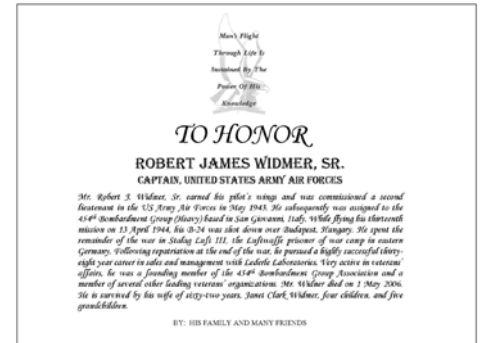 Man's Flight
Through Life Is
Sustained By The
Power Of His
Knowledge
TO HONOR
ROBERT JAMES WIDMER, SR.
CAPTAIN, UNITED STATES ARMY AIR FORCES
Mr. Robert J. Widmer, Sr. earned his pilot's wings and was commissioned a second
lieutenant in the US Army Air Forces in May 1943. He subsequently was assigned to the
454th Bombardment Group (Heavy) based in San Giovanni, Italy. While flying his thirteenth
mission on 13 April 1944, his B-24 was shot down over Budapest, Hungary. He spent the
remainder of the war in Stalag Luft III, the Luftwaffe prisoner of war camp in eastern
Germany. Following repatriation at the end of the war, he pursued a highly successful thirty-
eight year career in sales and management with Lederle Laboratories. Very active in veterans'
affairs, he was a founding member of the 454th Bombardment Group Association and a
member of several other leading veterans' organizations. Mr. Widmer died on 1 May 2006.
He is survived by his wife of sixty-two years, Janet Clark Widmer, four children, and five
grandchildren.
BY: HIS FAMILY AND MANY FRIENDS